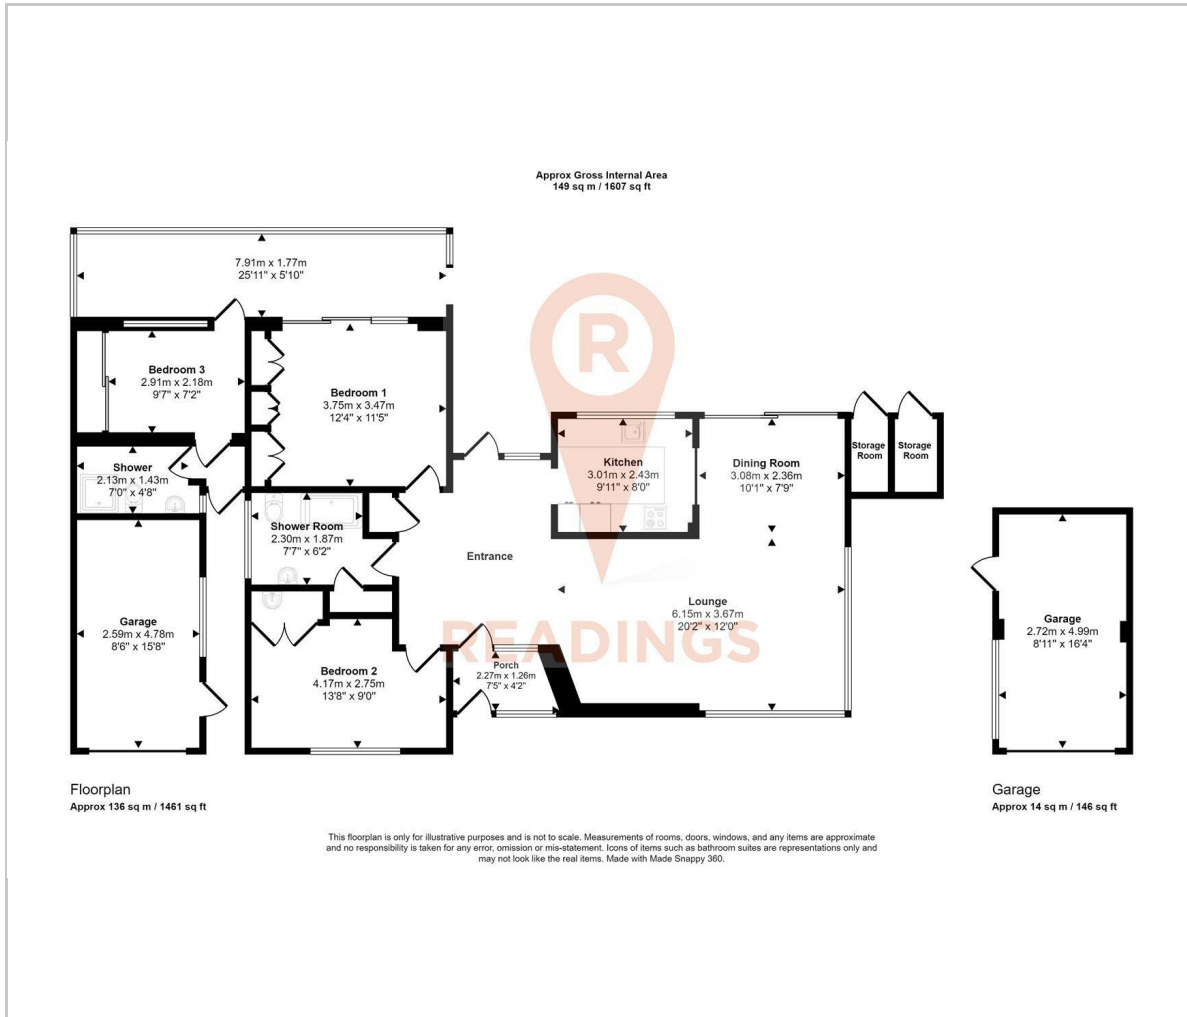 Approx Gross Internal Area
149 sq m / 1607 sq ft
7.91m x 1.77m
25'11" x 5'10"
Bedroom 3
2.91m x 2.18m
9'7" x 7'2"
Bedroom 1
3.75m x 3.47m
12'4" x 11'5"
R
Kitchen
3.01m x 2.43m
9'11" x 8'0"
Dining Room
3.08m x 2.36m
10'1" x 7'9"
Storage
Room
Storage
Room
Shower
2.13m x 1.43m
7'0" x 4'8"
Shower Room
2.30m x 1.87m
7'7" x 6'2"
Entrance
Lounge
6.15m x 3.67m
20'2" x 12'0"
READINGS
Garage
2.59m x 4.78m
8'6" x 15'8"
Bedroom 2
4.17m x 2.75m
13'8" x 9'0"
Porch
2.27m x 1.26m
7'5" x 4'2"
Garage
2.72m x 4.99m
8'11" x 16'4"
Floorplan
Approx 136 sq m / 1461 sq ft
Garage
Approx 14 sq m / 146 sq ft
This floorplan is only for illustrative purposes and is not to scale. Measurements of rooms, doors, windows, and any items are approximate
and no responsibility is taken for any error, omission or mis-statement. Icons of items such as bathroom suites are representations only and
may not look like the real items. Made with Made Snappy 360.